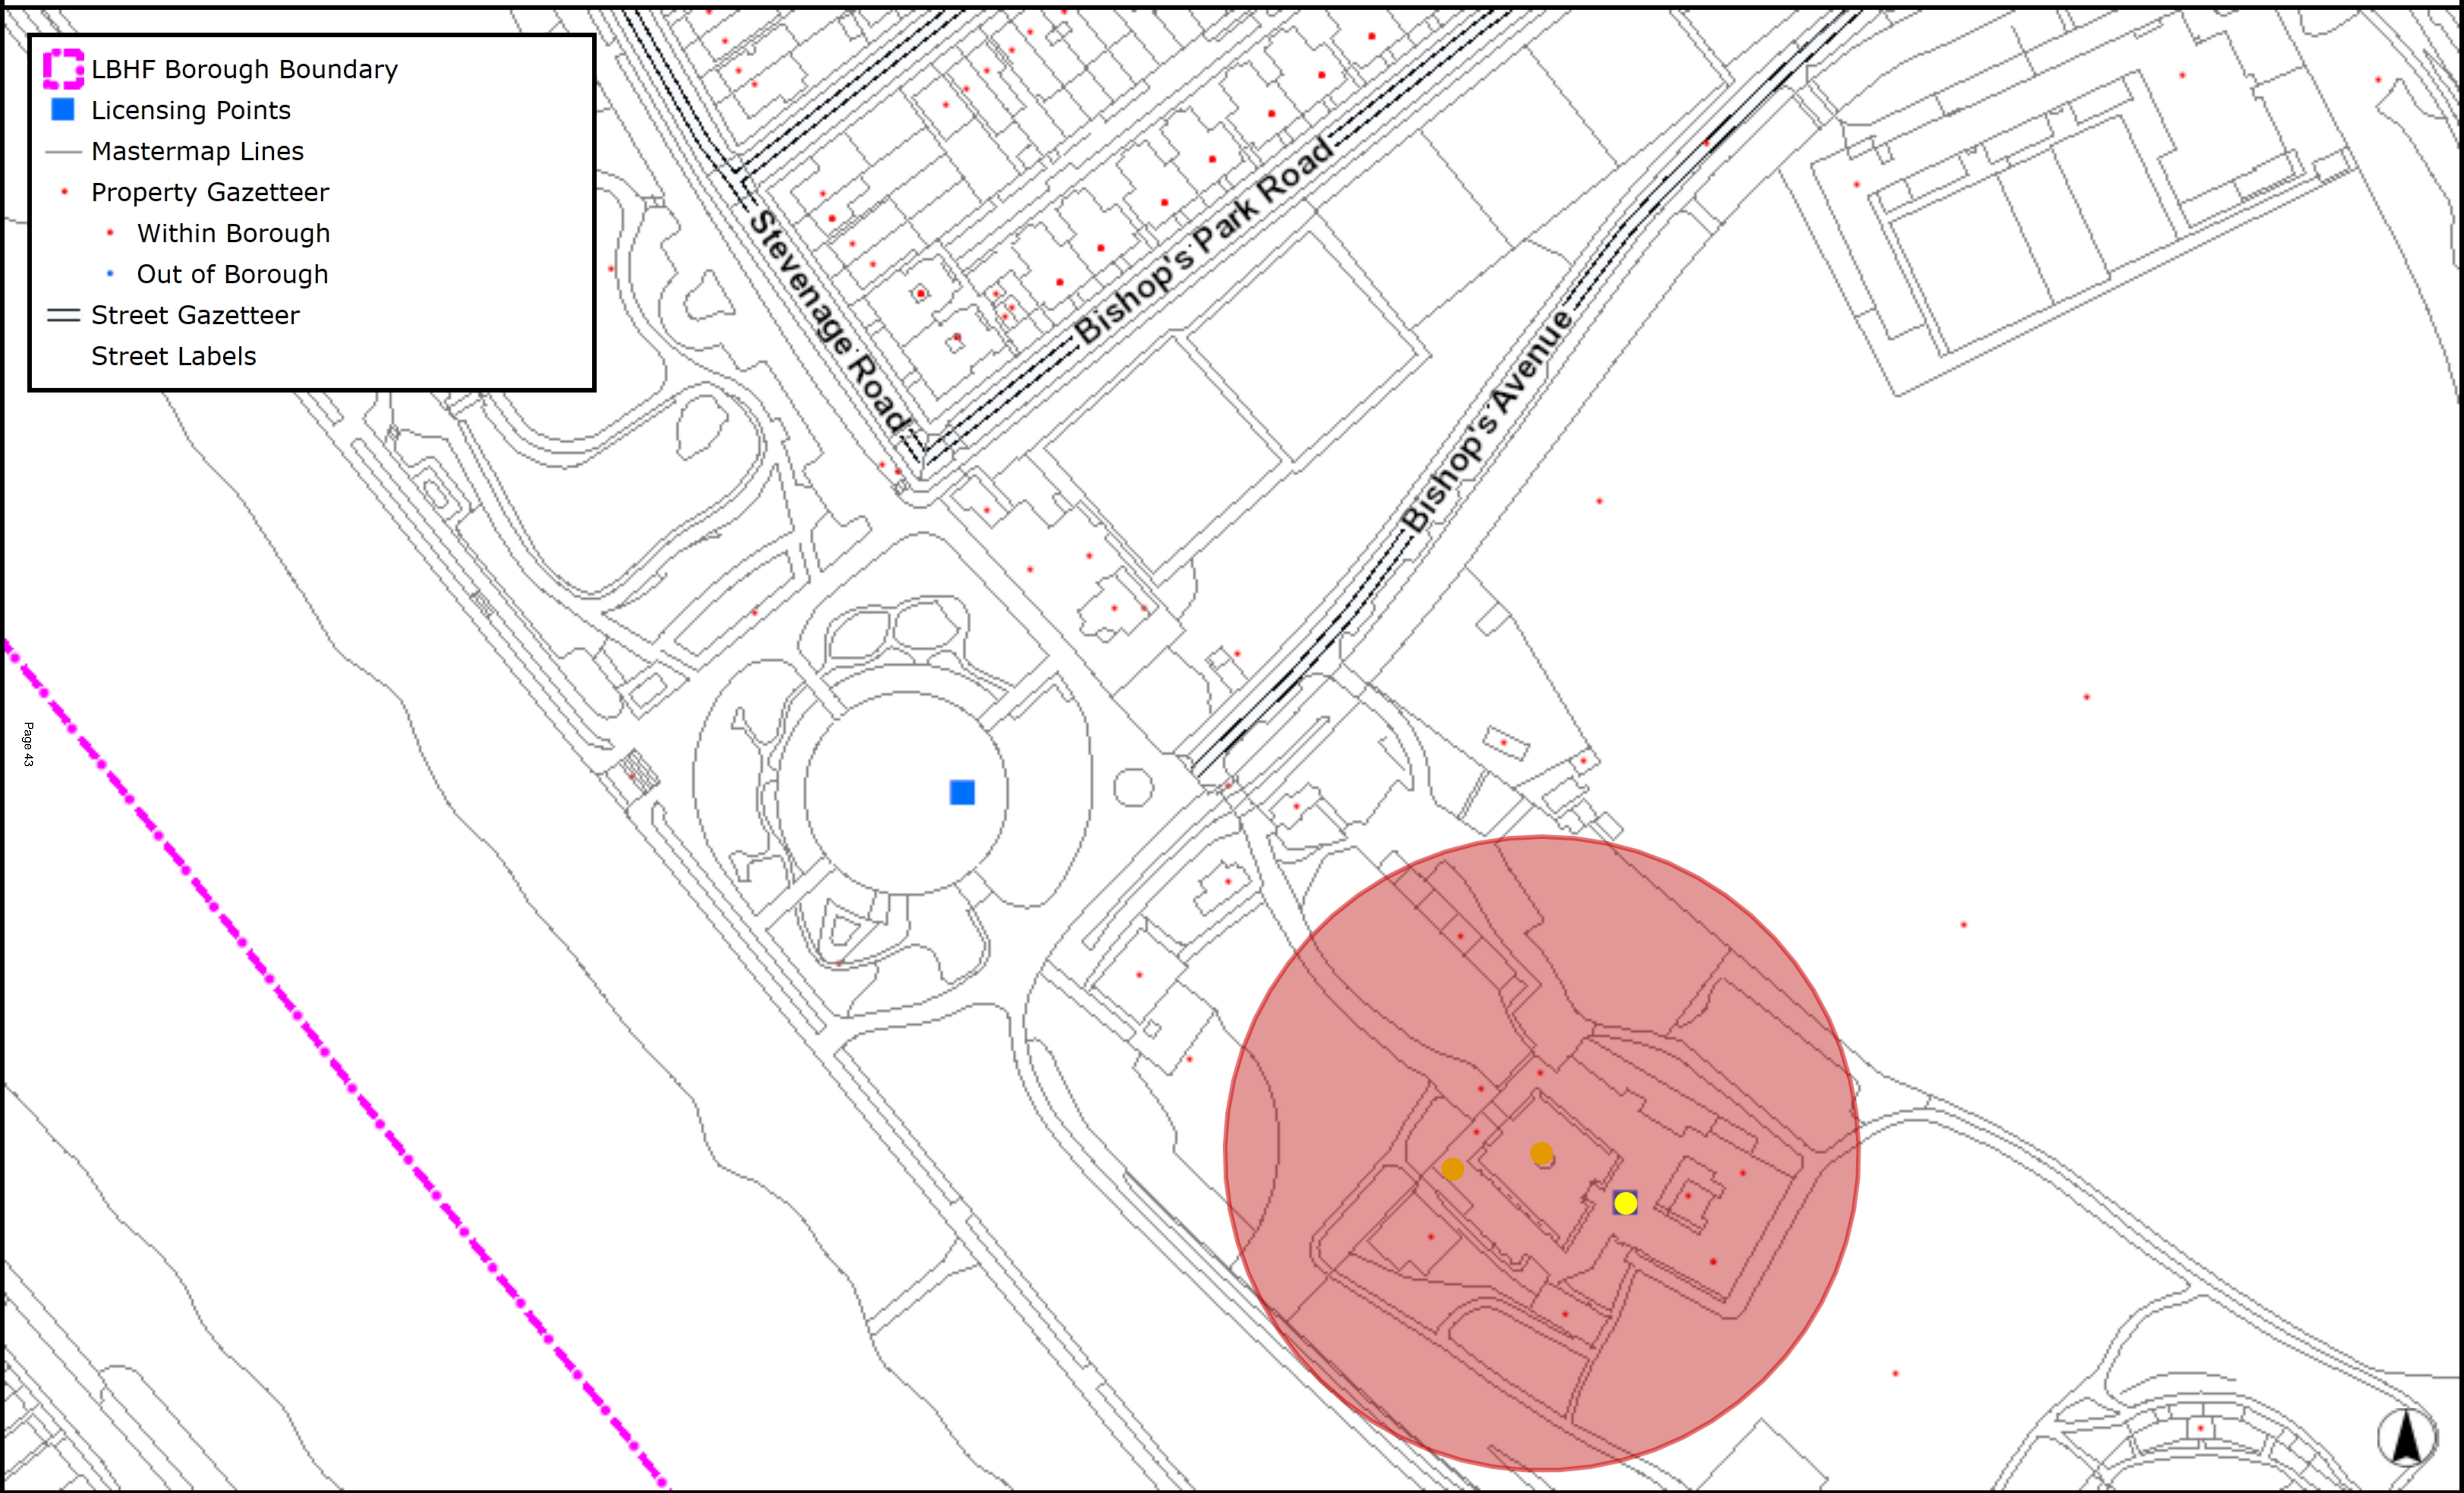 LBHF Borough Boundary
Licensing Points
Mastermap Lines
Property Gazetteer
Within Borough
Out of Borough
Street Gazetteer
Street Labels
Stevenage Road
Bishop's Park Road
Bishop's Avenue
Page 43